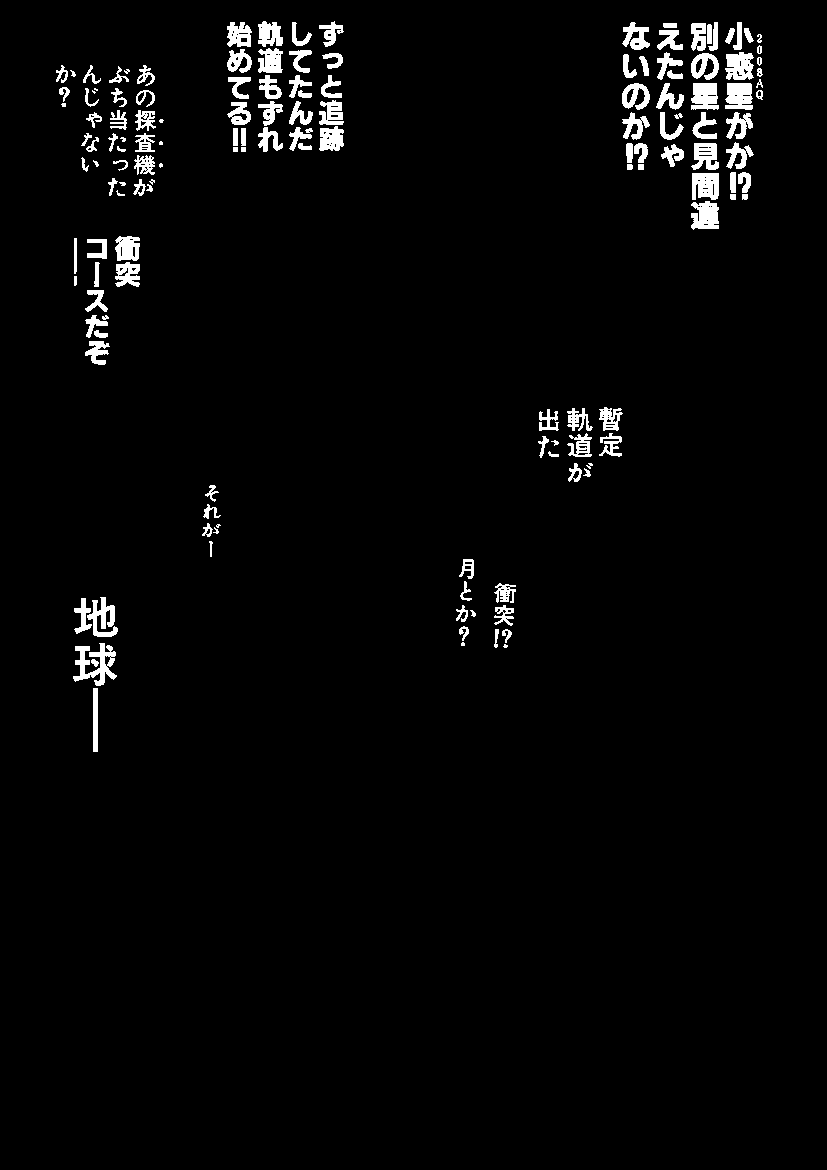 小惑星がか!?
2008AQ
別の星と見間違
えたんじゃ
ないのか!?
ずっと追跡
してたんだ
軌道もずれ
始めてる!!
あの探査機が
ぶち当たった
んじゃない
か?
暫定
軌道が
出た
衝突!?
月とか?
それがー
衝突
コースだぞ
――
地球――